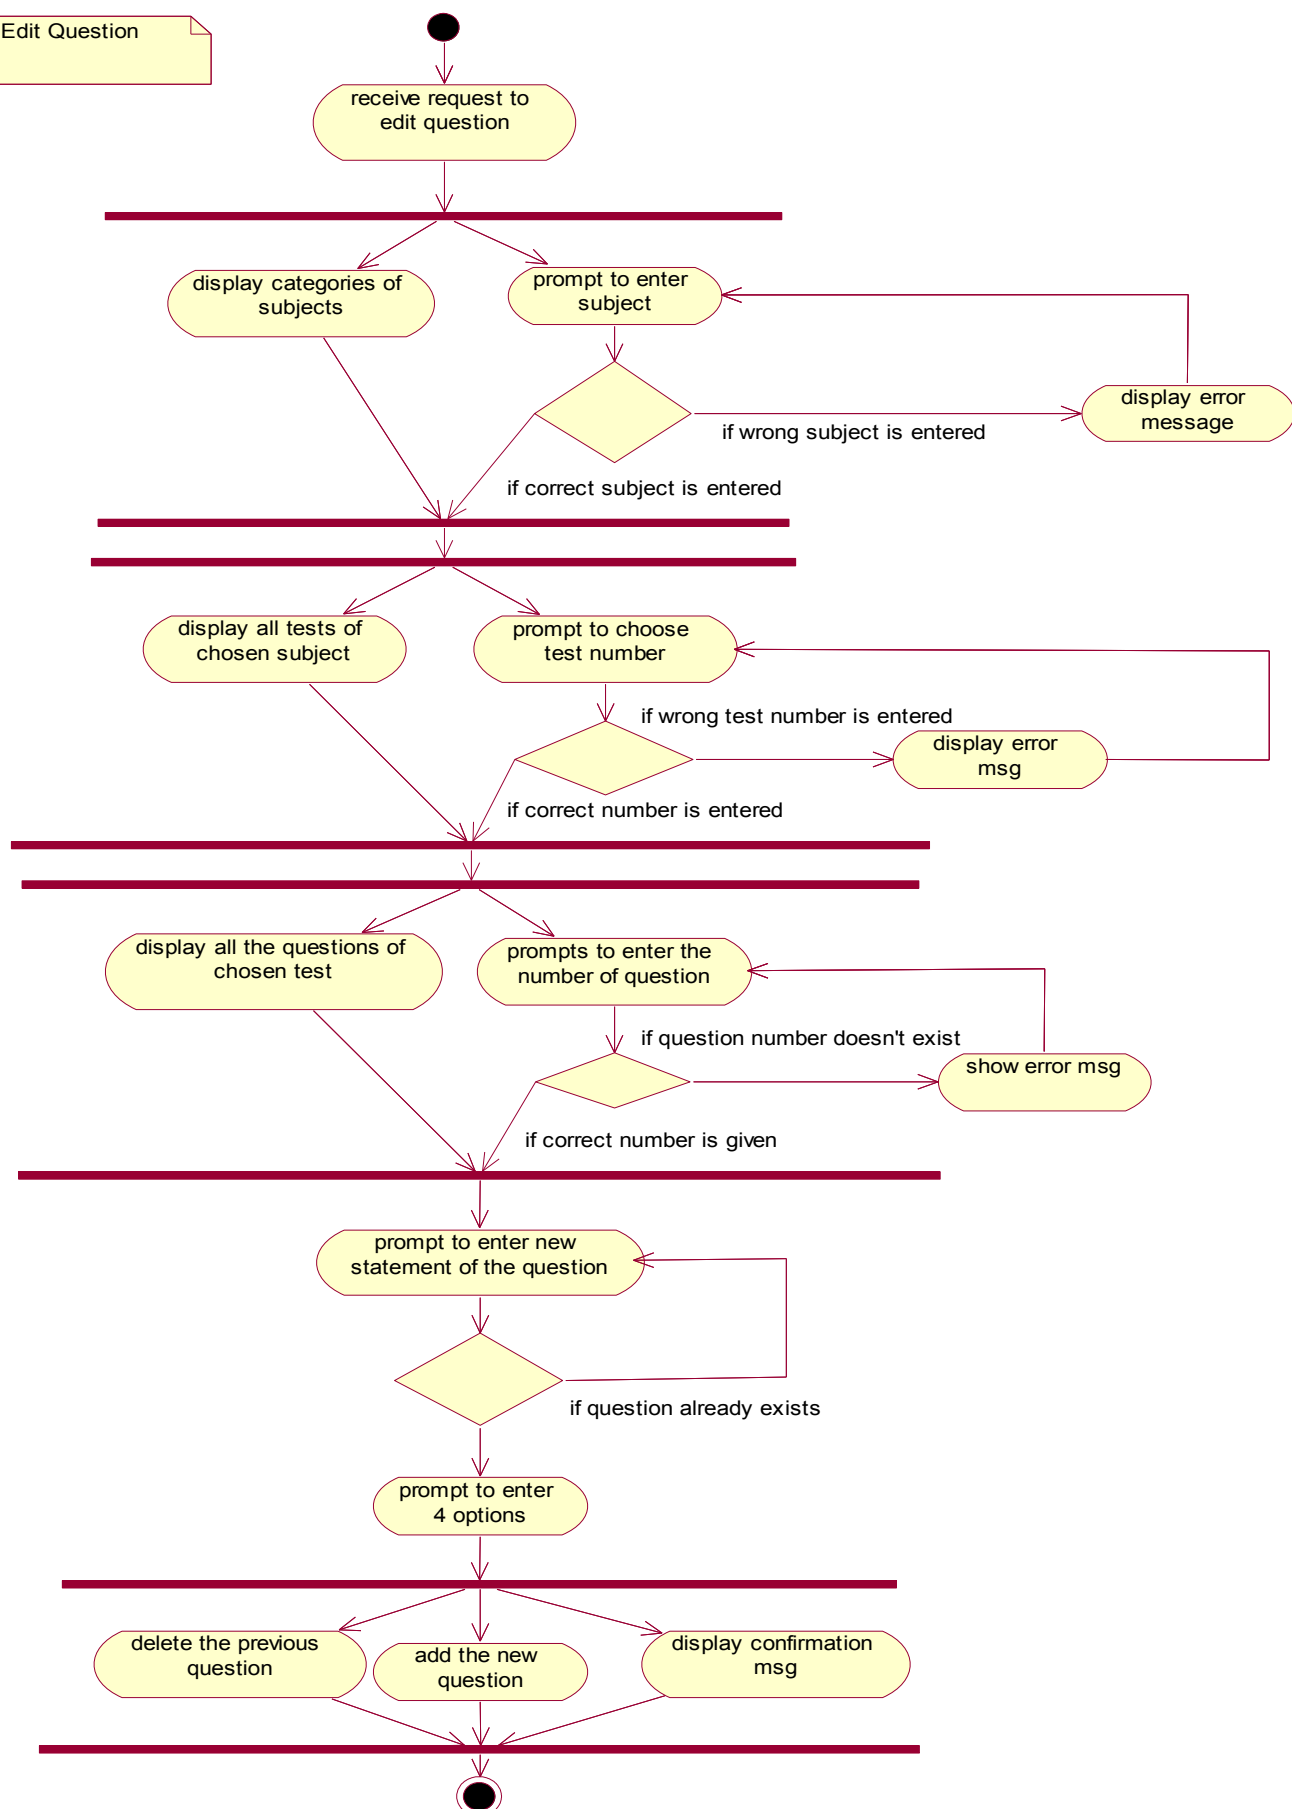 Edit Question
receive request to
edit question
display categories of
subjects
prompt to enter
subject
display error
message
if wrong subject is entered
if correct subject is entered
display all tests of
chosen subject
prompt to choose
test number
if wrong test number is entered
display error
msg
if correct number is entered
display all the questions of
chosen test
prompts to enter the
number of question
if question number doesn't exist
show error msg
if correct number is given
prompt to enter new
statement of the question
if question already exists
prompt to enter
4 options
delete the previous
question
add the new
question
display confirmation
msg